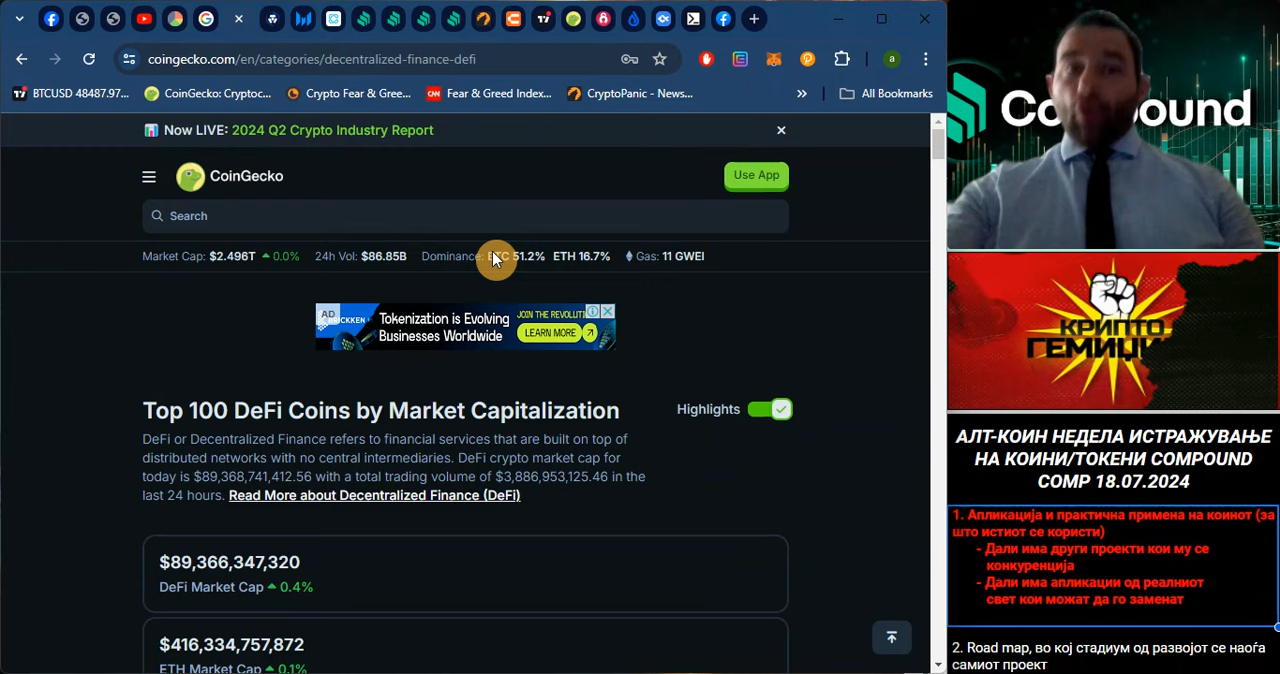 coingecko.com/en/categories/decentralized-finance-defi
BTCUSD 48487.97...
CoinGecko: Cryptoc...
Crypto Fear & Gree...
Fear & Greed Index...
CryptoPanic - News...
All Bookmarks
Now LIVE: 2024 Q2 Crypto Industry Report
CoinGecko
Use App
Search
Market Cap: $2.496T 0.0% 24h Vol: $86.85B Dominance: BTC 51.2% ETH 16.7% Gas: 11 GWEI
AD
Tokenization is Evolving
Businesses Worldwide
LEARN MORE
Top 100 DeFi Coins by Market Capitalization
Highlights
DeFi or Decentralized Finance refers to financial services that are built on top of
distributed networks with no central intermediaries. DeFi crypto market cap for
today is $89,368,741,412.56 with a total trading volume of $3,886,953,125.46 in the
last 24 hours. Read More about Decentralized Finance (DeFi)
$89,366,347,320
DeFi Market Cap 0.4%
$416,334,757,872
ETH Market Cap 0.1%
КРИПТО
АЛТ-КОИН НЕДЕЛА ИСТРАЖУВАЊЕ
НА КОИНИ/ТОКЕНИ COMPOUND
COMP 18.07.2024
1. Апликација и практична примена на коинот (за
што истиот се користи)
- Дали има други проекти кои му се
конкуренција
- Дали има апликации од реалниот
свет кои можат да го заменат
2. Road map, во кој стадиум од развојот се наоѓа
самиот проект